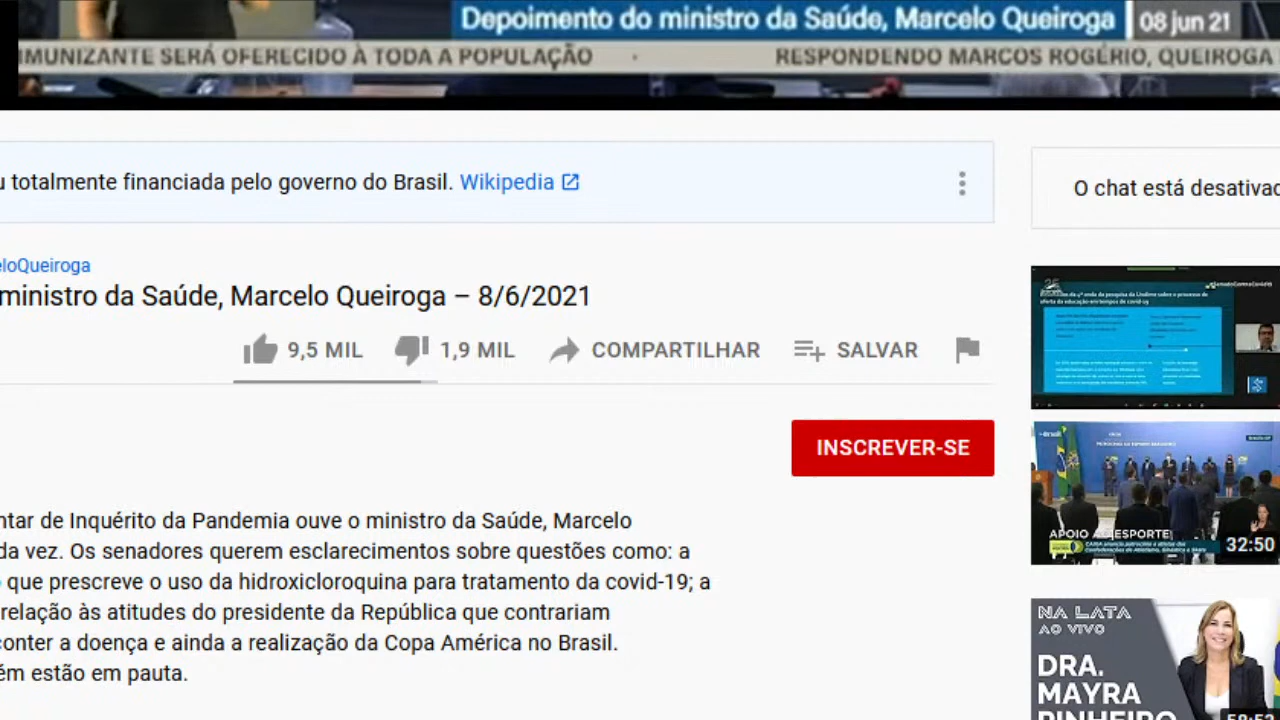 Depoimento do ministro da Saúde, Marcelo Queiroga
08 jun 21
IMUNIZANTE SERÁ OFERECIDO À TODA A POPULAÇÃO · RESPONDENDO MARCOS ROGÉRIO, QUEIROGA
totalmente financiada pelo governo do Brasil. Wikipedia
eloQueiroga
ministro da Saúde, Marcelo Queiroga – 8/6/2021
9,5 MIL 1,9 MIL COMPARTILHAR SALVAR
INSCREVER-SE
ntar de Inquérito da Pandemia ouve o ministro da Saúde, Marcelo
da vez. Os senadores querem esclarecimentos sobre questões como: a
que prescreve o uso da hidroxicloroquina para tratamento da covid-19; a
relação às atitudes do presidente da República que contrariam
conter a doença e ainda a realização da Copa América no Brasil.
ém estão em pauta.
O chat está desativad
APOIO AO ESPORTE
32:50
NA LATA
AO VIVO
DRA.
MAYRA
PINHEIRO